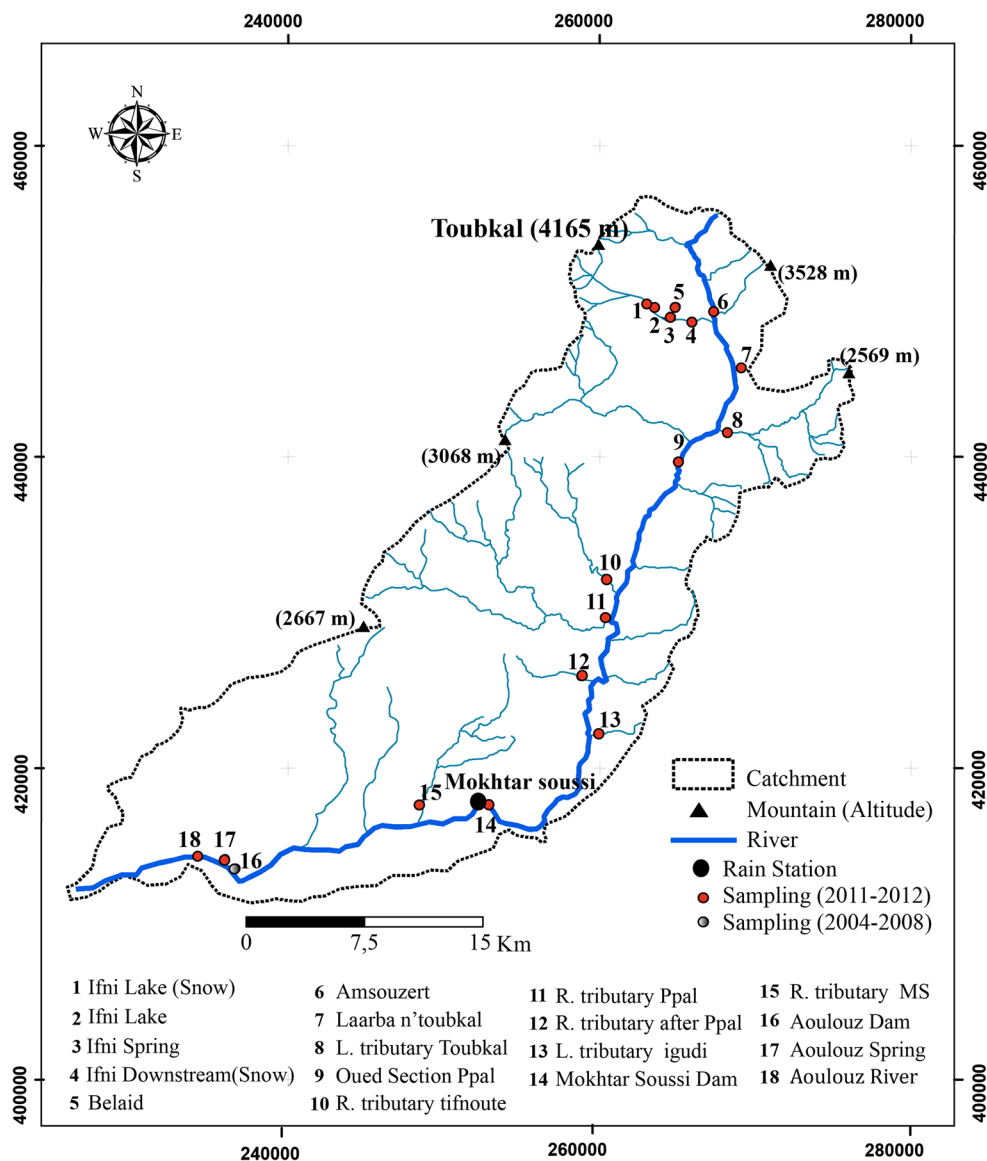 240000 260000 280000
N
W E
S
460000 460000
Toubkal (4165 m)
(3528 m)
5
1 2 3 4 6
7
(2569 m)
8
(3068 m)
9
440000 440000
10
11
(2667 m)
12
13
420000 420000
Mokhtar soussi
15
14
18 17 16
Catchment
Mountain (Altitude)
River
Rain Station
Sampling (2011-2012)
Sampling (2004-2008)
0 7,5 15 Km
1 Ifni Lake (Snow)
2 Ifni Lake
3 Ifni Spring
4 Ifni Downstream(Snow)
5 Belaid
6 Amsouzert
7 Laarba n'toubkal
8 L. tributary Toubkal
9 Oued Section Ppal
10 R. tributary tifnoute
11 R. tributary Ppal
12 R. tributary after Ppal
13 L. tributary igudi
14 Mokhtar Soussi Dam
15 R. tributary MS
16 Aoulouz Dam
17 Aoulouz Spring
18 Aoulouz River
400000 400000
240000 260000 280000